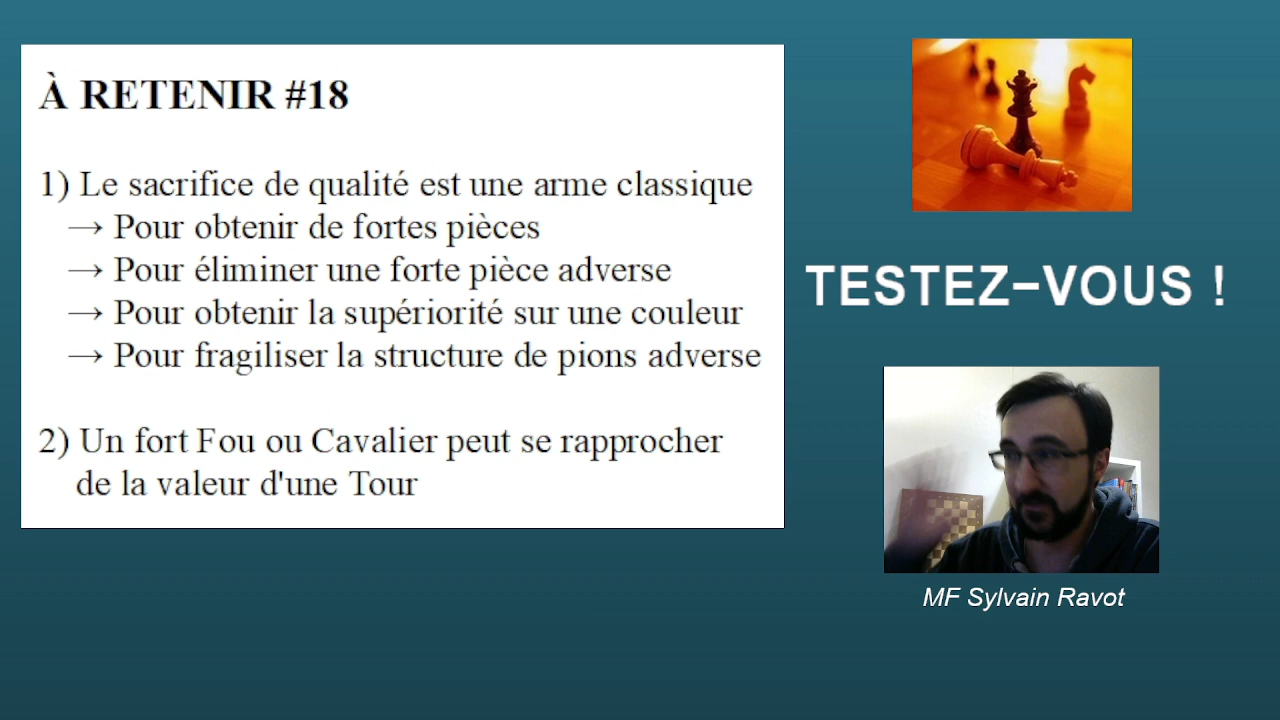 À RETENIR #18
1) Le sacrifice de qualité est une arme classique
→ Pour obtenir de fortes pièces
→ Pour éliminer une forte pièce adverse
→ Pour obtenir la supériorité sur une couleur
→ Pour fragiliser la structure de pions adverse
2) Un fort Fou ou Cavalier peut se rapprocher
de la valeur d'une Tour
TESTEZ-VOUS !
MF Sylvain Ravot